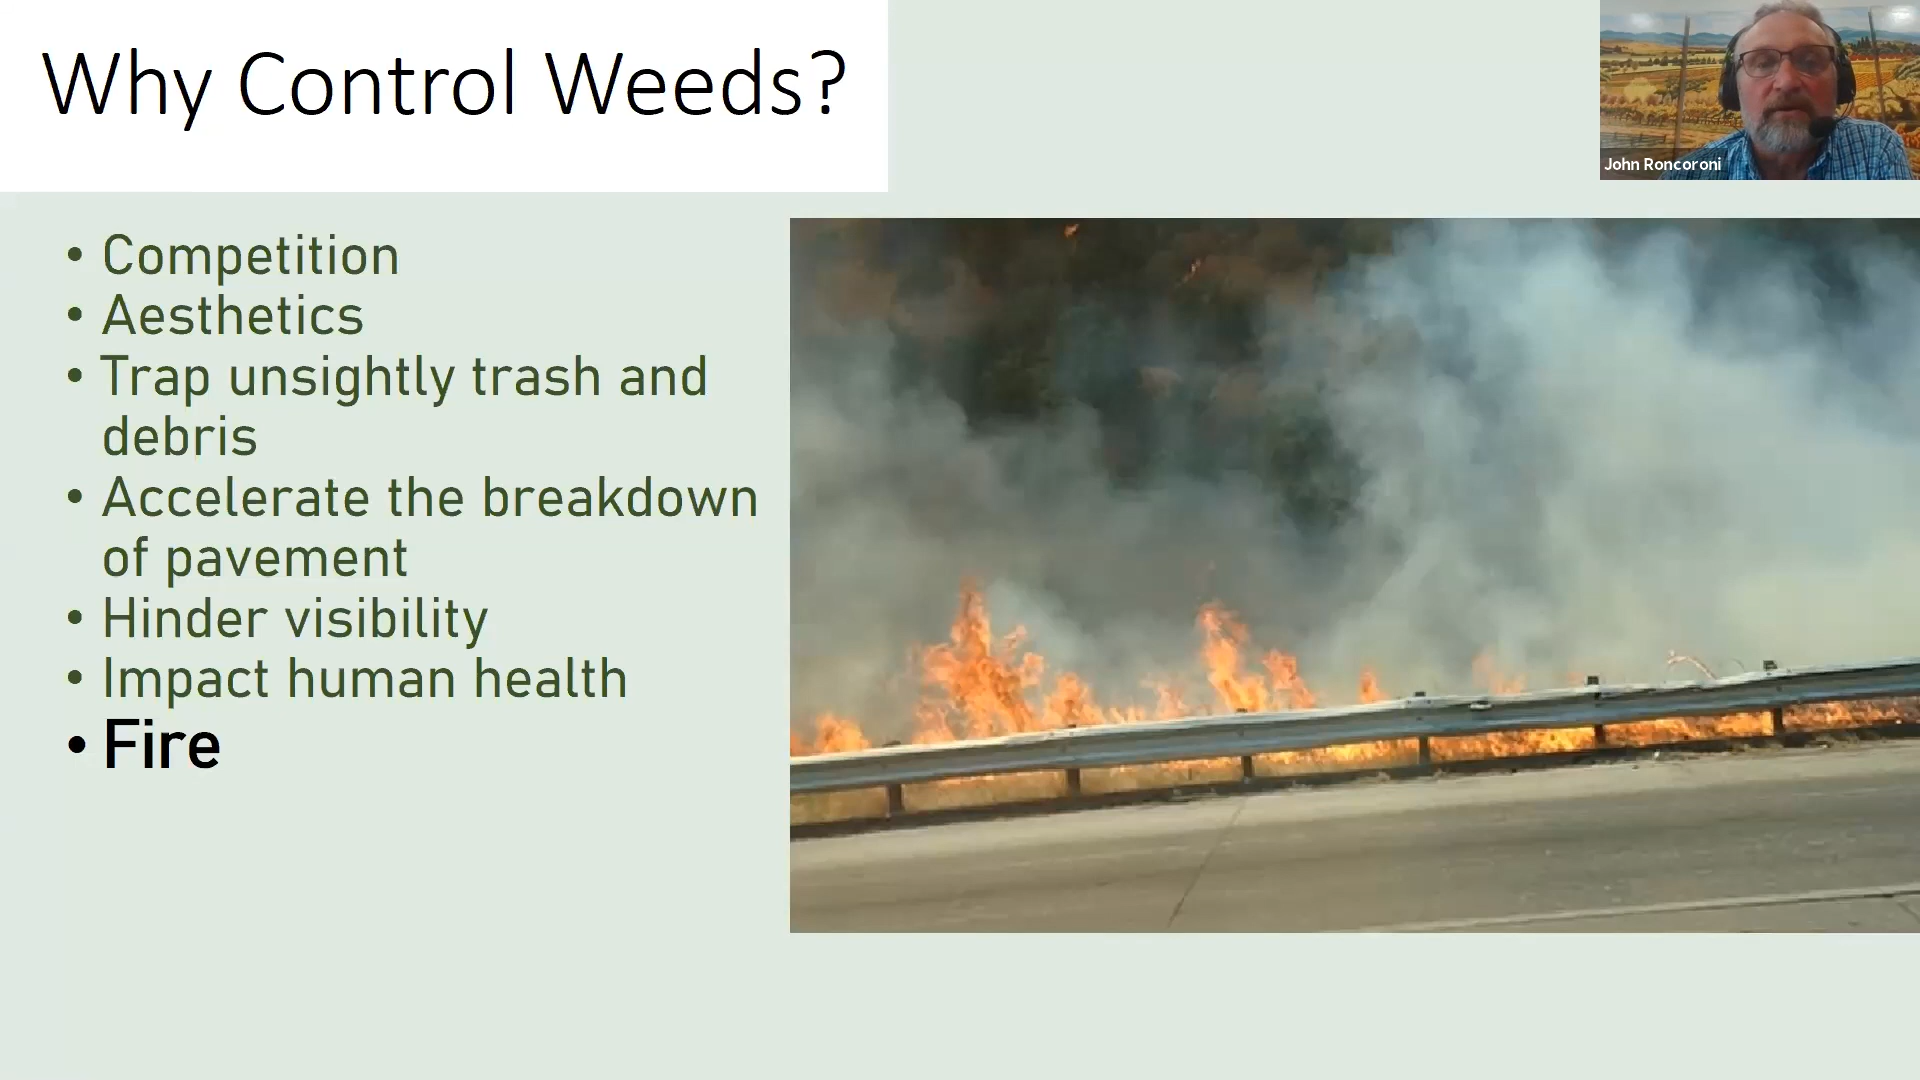 Why Control Weeds?
John Roncoroni
• Competition
• Aesthetics
• Trap unsightly trash and
debris
• Accelerate the breakdown
of pavement
• Hinder visibility
• Impact human health
• Fire